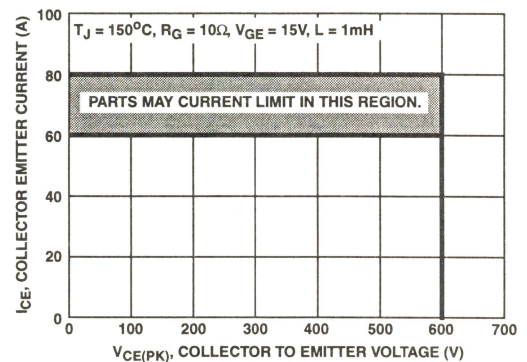 T_J = 150°C, R_G = 10Ω, V_GE = 15V, L = 1mH
PARTS MAY CURRENT LIMIT IN THIS REGION.
I_CE, COLLECTOR EMITTER CURRENT (A)
100
80
60
40
20
0
0 100 200 300 400 500 600 700
V_CE(PK), COLLECTOR TO EMITTER VOLTAGE (V)